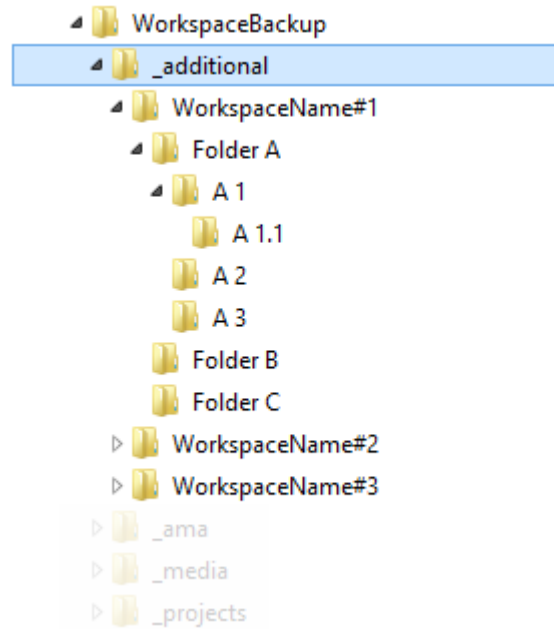 WorkspaceBackup
_additional
WorkspaceName#1
Folder A
A 1
A 1.1
A 2
A 3
Folder B
Folder C
WorkspaceName#2
WorkspaceName#3
_ama
_media
_projects